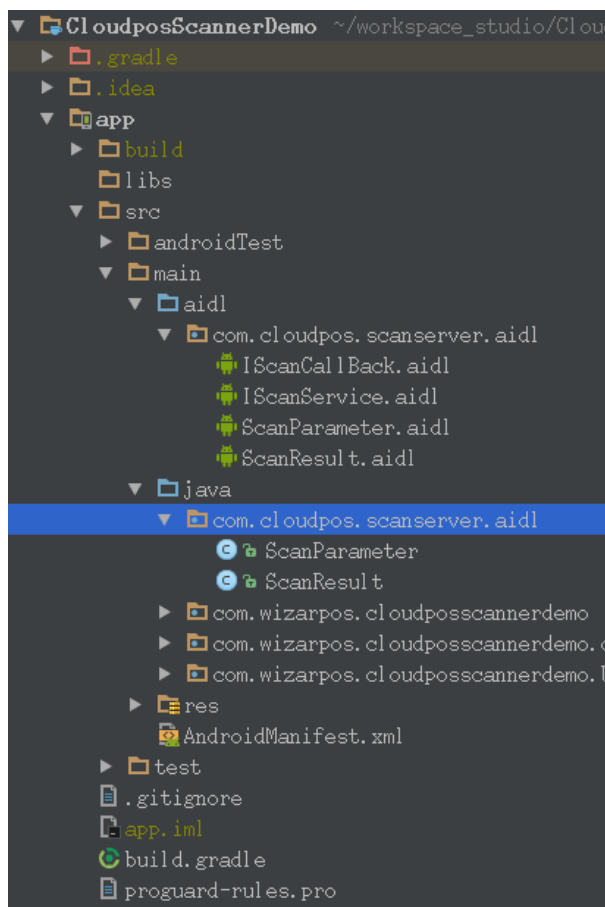 CloudposScannerDemo ~/workspace_studio/Clou
.gradle
.idea
app
build
libs
src
androidTest
main
aidl
com.cloudpos.scanserver.aidl
IScanCallBack.aidl
IScanService.aidl
ScanParameter.aidl
ScanResult.aidl
java
com.cloudpos.scanserver.aidl
ScanParameter
ScanResult
com.wizarpos.cloudposscannerdemo
com.wizarpos.cloudposscannerdemo.
com.wizarpos.cloudposscannerdemo.
res
AndroidManifest.xml
test
.gitignore
app.iml
build.gradle
proguard-rules.pro